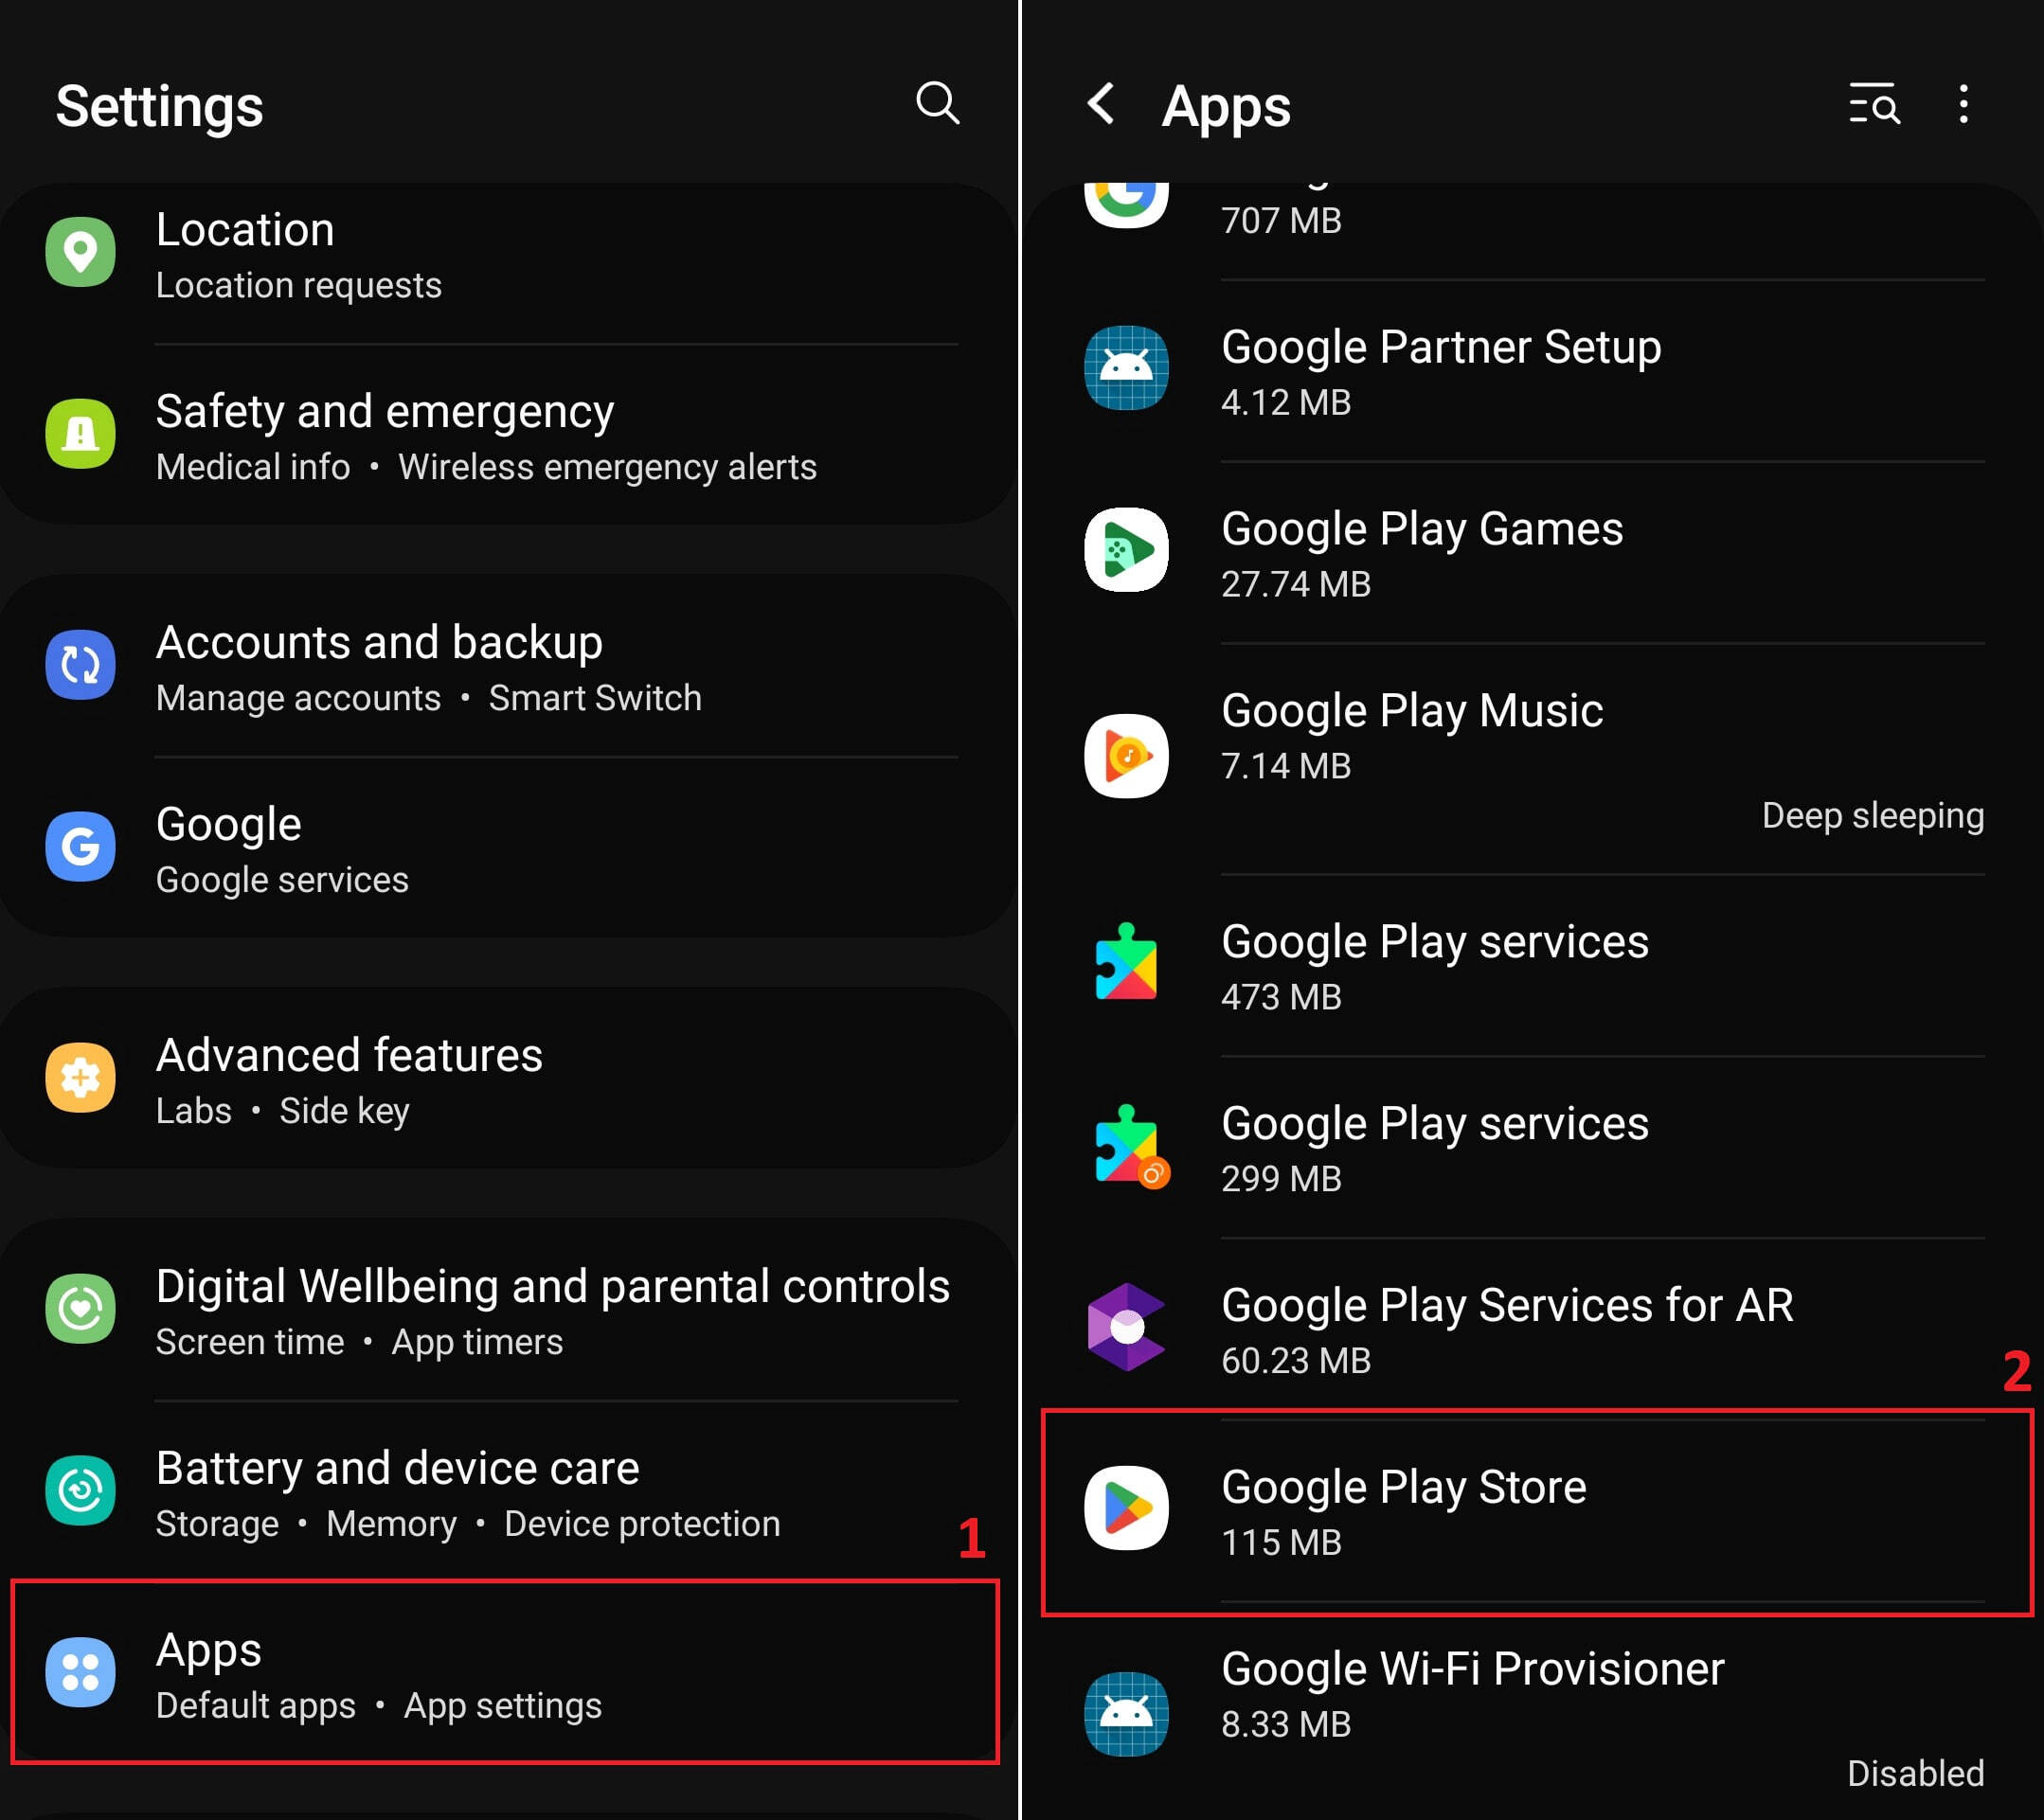 Settings
Location
Location requests
Safety and emergency
Medical info • Wireless emergency alerts
Accounts and backup
Manage accounts • Smart Switch
Google
Google services
Advanced features
Labs • Side key
Digital Wellbeing and parental controls
Screen time • App timers
Battery and device care
Storage • Memory • Device protection
1
Apps
Default apps • App settings
Apps
707 MB
Google Partner Setup
4.12 MB
Google Play Games
27.74 MB
Google Play Music
7.14 MB
Deep sleeping
Google Play services
473 MB
Google Play services
299 MB
Google Play Services for AR
60.23 MB
2
Google Play Store
115 MB
Google Wi-Fi Provisioner
8.33 MB
Disabled